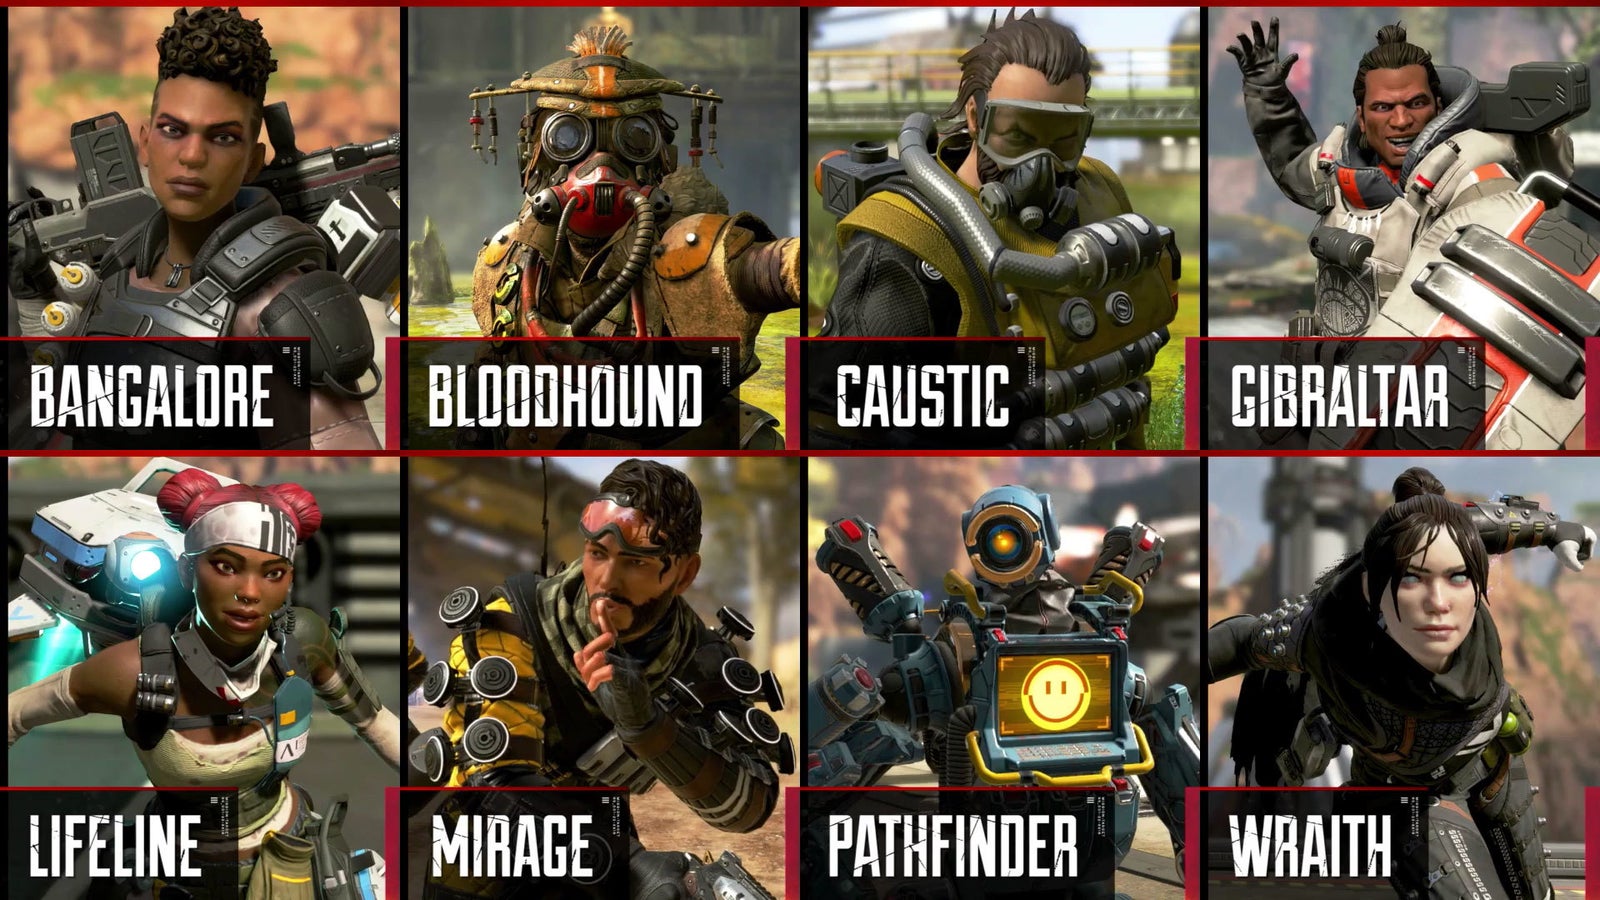 BANGALORE
BLOODHOUND
CAUSTIC
GIBRALTAR
LIFELINE
MIRAGE
PATHFINDER
WRAITH